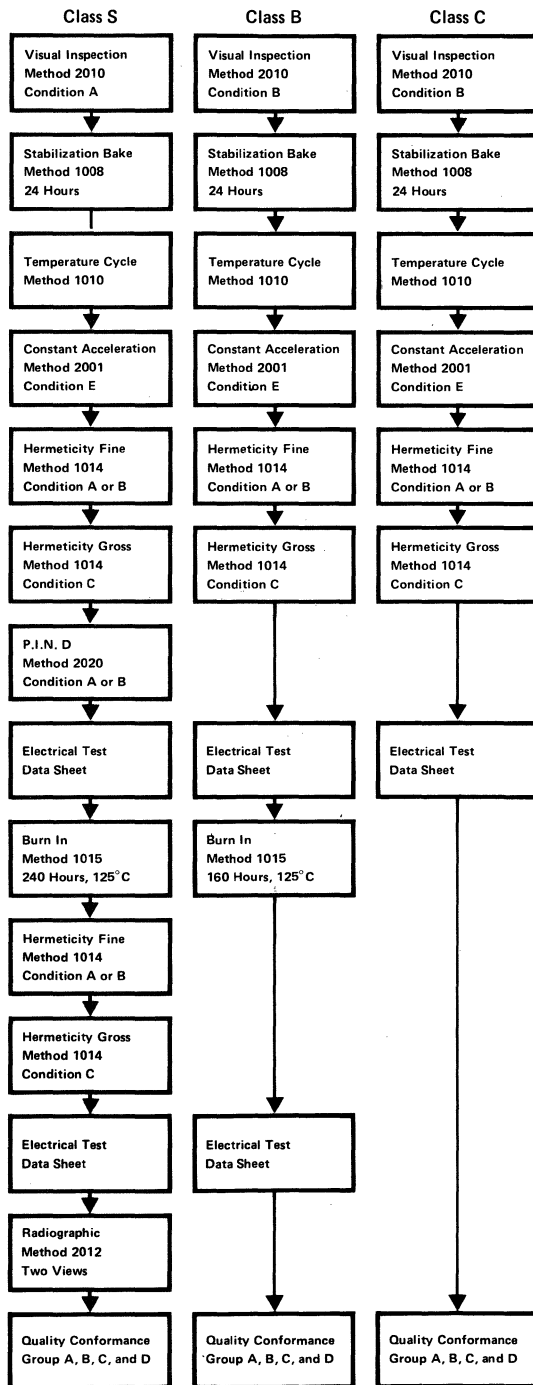 Class S
Visual Inspection
Method 2010
Condition A
Stabilization Bake
Method 1008
24 Hours
Temperature Cycle
Method 1010
Constant Acceleration
Method 2001
Condition E
Hermeticity Fine
Method 1014
Condition A or B
Hermeticity Gross
Method 1014
Condition C
P.I.N. D
Method 2020
Condition A or B
Electrical Test
Data Sheet
Burn In
Method 1015
240 Hours, 125°C
Hermeticity Fine
Method 1014
Condition A or B
Hermeticity Gross
Method 1014
Condition C
Electrical Test
Data Sheet
Radiographic
Method 2012
Two Views
Quality Conformance
Group A, B, C, and D
Class B
Visual Inspection
Method 2010
Condition B
Stabilization Bake
Method 1008
24 Hours
Temperature Cycle
Method 1010
Constant Acceleration
Method 2001
Condition E
Hermeticity Fine
Method 1014
Condition A or B
Hermeticity Gross
Method 1014
Condition C
Electrical Test
Data Sheet
Burn In
Method 1015
160 Hours, 125°C
Electrical Test
Data Sheet
Quality Conformance
Group A, B, C, and D
Class C
Visual Inspection
Method 2010
Condition B
Stabilization Bake
Method 1008
24 Hours
Temperature Cycle
Method 1010
Constant Acceleration
Method 2001
Condition E
Hermeticity Fine
Method 1014
Condition A or B
Hermeticity Gross
Method 1014
Condition C
Electrical Test
Data Sheet
Quality Conformance
Group A, B, C, and D